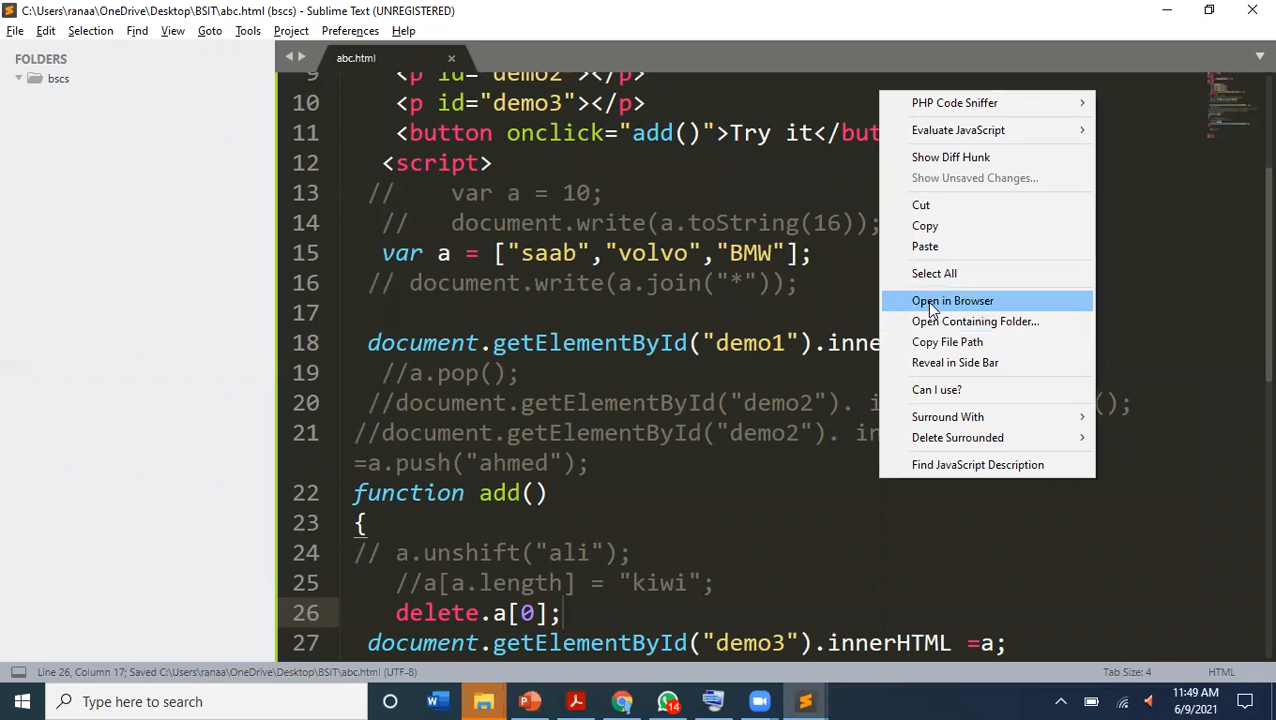 C:\Users\ranaa\OneDrive\Desktop\BSIT\abc.html (bscs) - Sublime Text (UNREGISTERED)
File Edit Selection Find View Goto Tools Project Preferences Help
FOLDERS
bscs
abc.html
9 <p id="demo2"></p>
10 <p id="demo3"></p>
11 <button onclick="add()">Try it</but
12 <script>
13 // var a = 10;
14 // document.write(a.toString(16));
15 var a = ["saab","volvo","BMW"];
16 // document.write(a.join("*"));
18 document.getElementById("demo1").inne
19 //a.pop();
20 //document.getElementById("demo2"). i ();
21 //document.getElementById("demo2"). in
=a.push("ahmed");
22 function add()
23 {
24 // a.unshift("ali");
25 //a[a.length] = "kiwi";
26 delete.a[0];
27 document.getElementById("demo3").innerHTML =a;
PHP Code Sniffer
Evaluate JavaScript
Show Diff Hunk
Show Unsaved Changes...
Cut
Copy
Paste
Select All
Open in Browser
Open Containing Folder...
Copy File Path
Reveal in Side Bar
Can I use?
Surround With
Delete Surrounded
Find JavaScript Description
Line 26, Column 17; Saved C:\Users\ranaa\OneDrive\Desktop\BSIT\abc.html (UTF-8)
Tab Size: 4
HTML
Type here to search
14
11:49 AM
6/9/2021